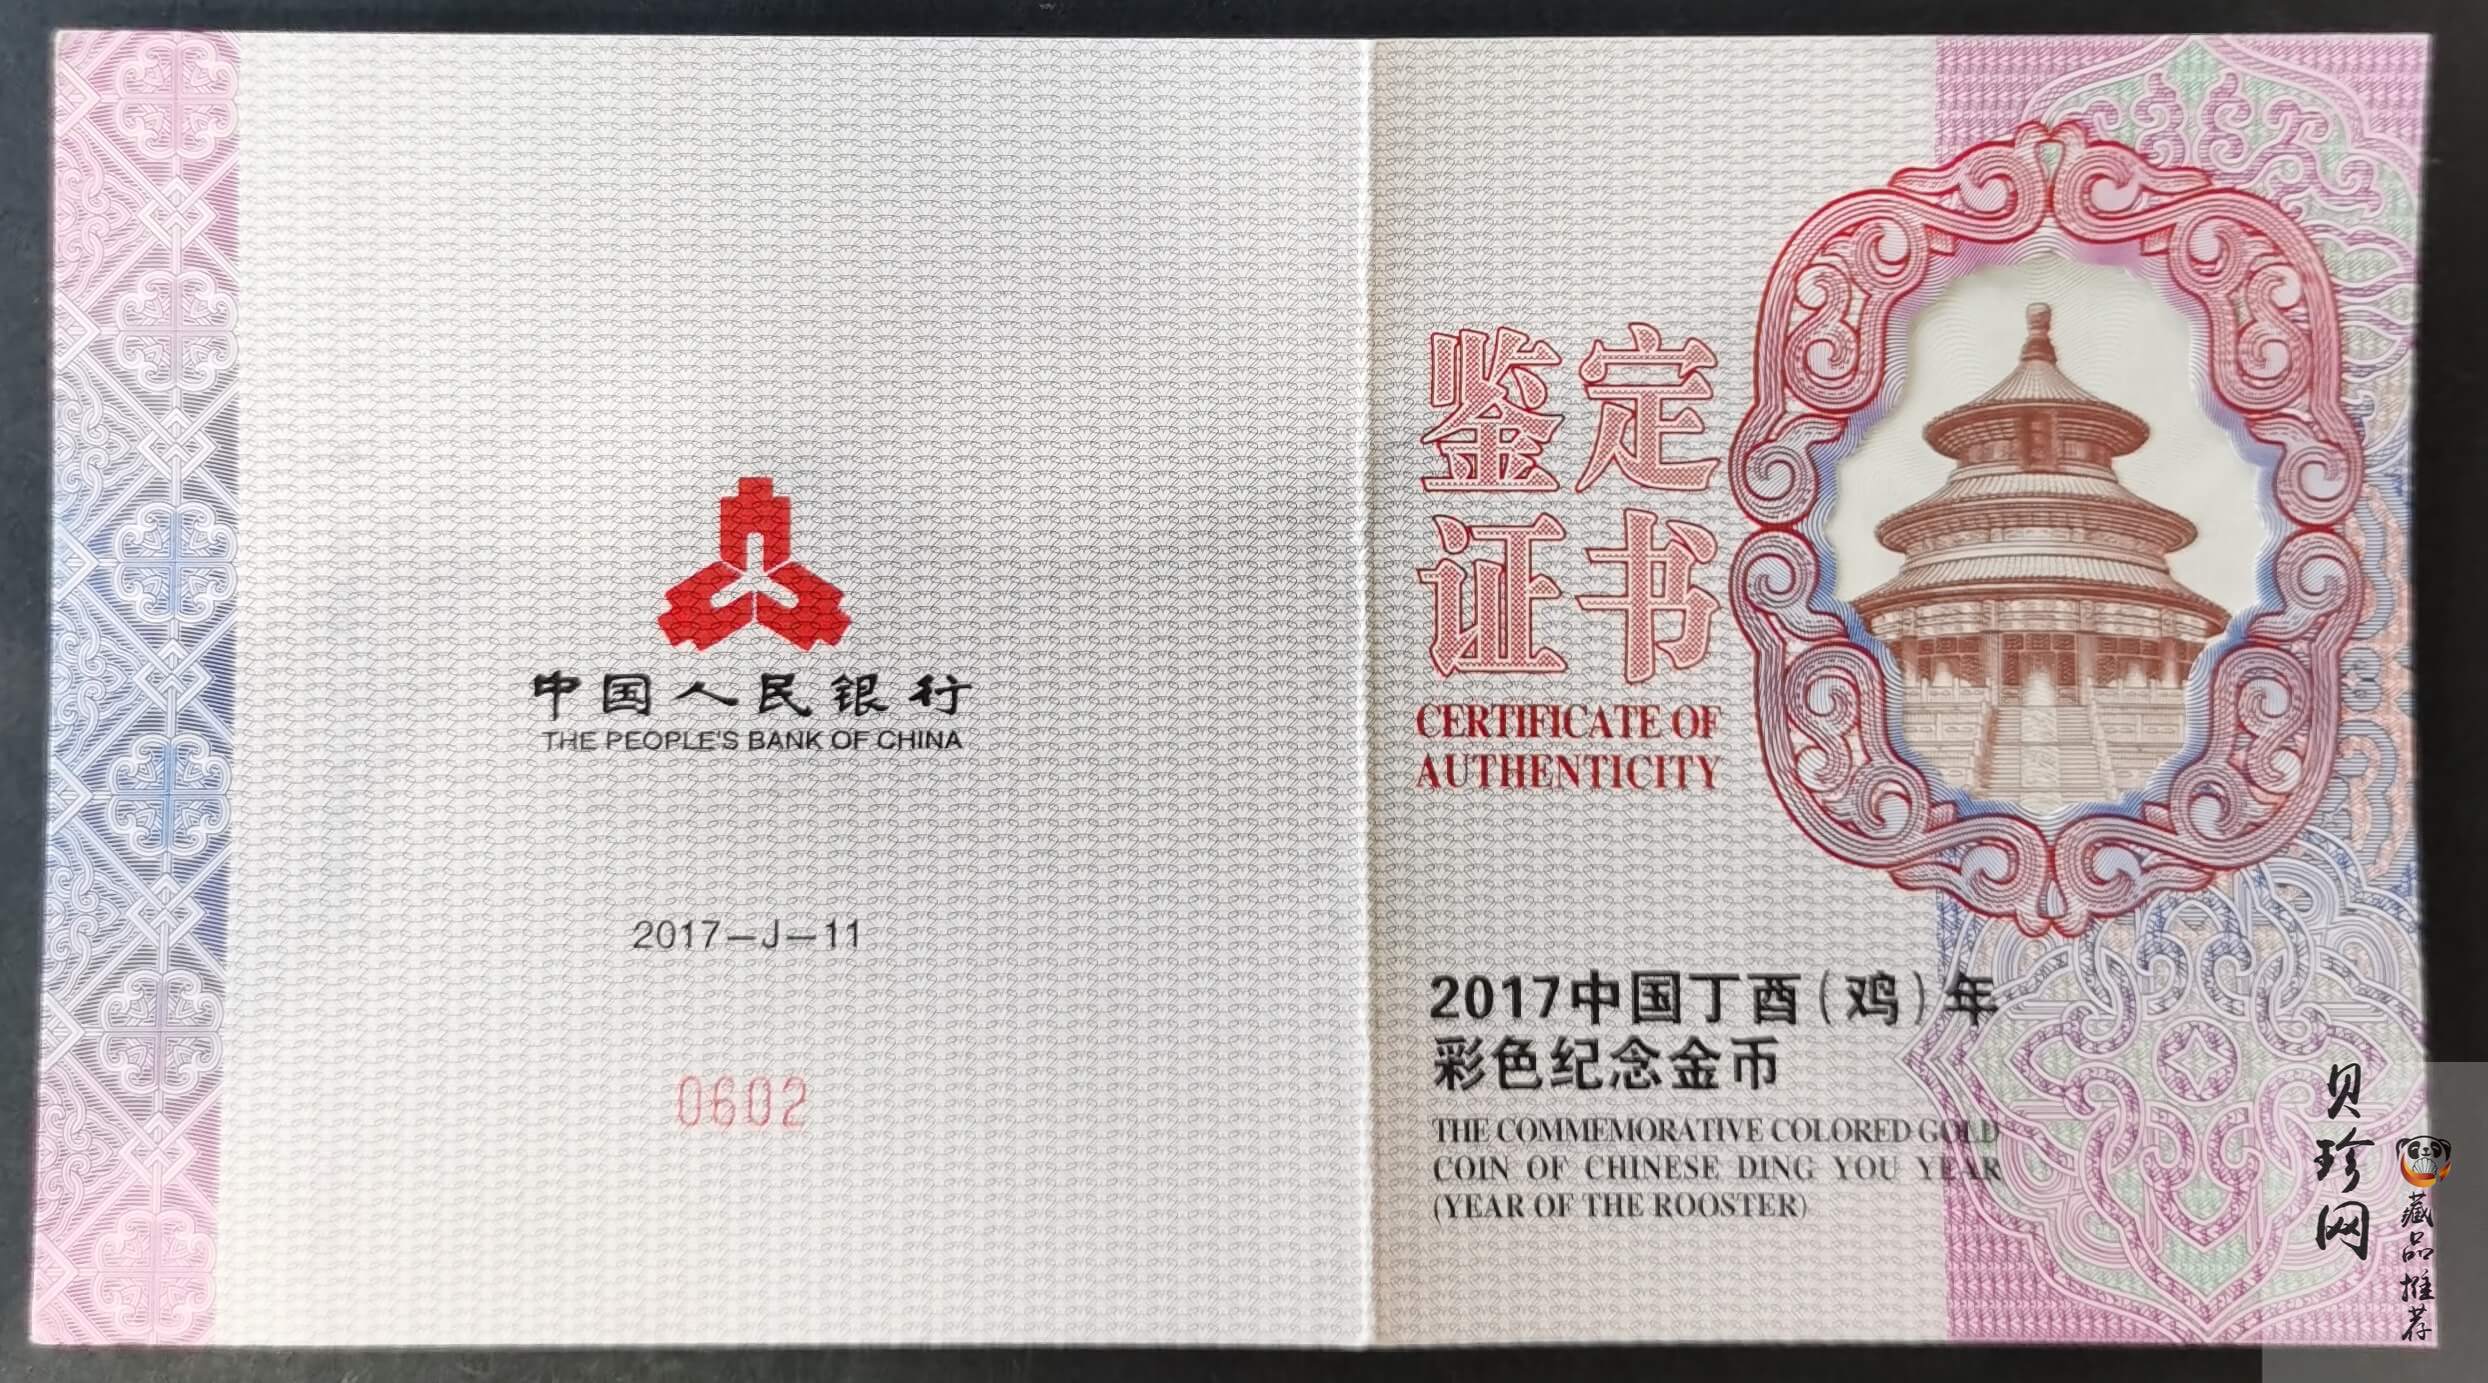 中国人民银行
THE PEOPLE'S BANK OF CHINA
2017—J—11
0602
鉴定
证书
CERTIFICATE OF
AUTHENTICITY
2017中国丁酉(鸡)年
彩色纪念金币
THE COMMEMORATIVE COLORED GOLD
COIN OF CHINESE DING YOU YEAR
(YEAR OF THE ROOSTER)
贝珍网
藏品推荐